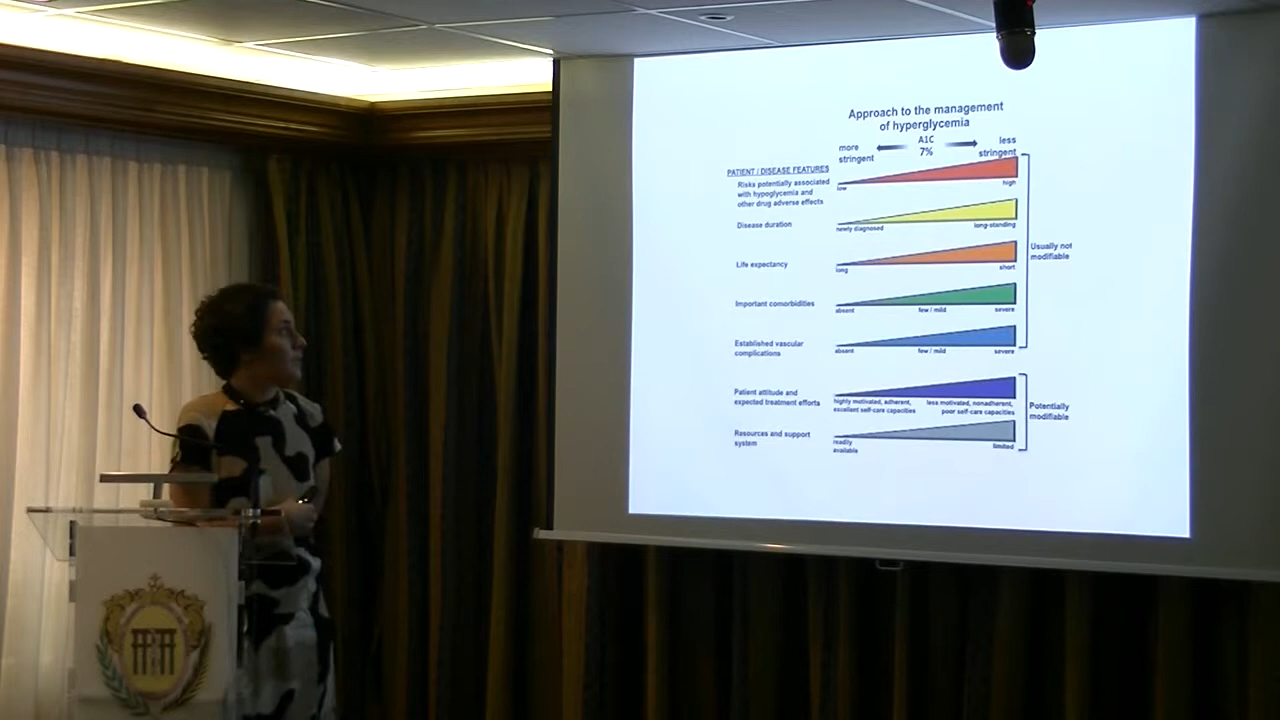 Approach to the management
of hyperglycemia
more
stringent
A1C
7%
less
stringent
PATIENT / DISEASE FEATURES
Risks potentially associated
with hypoglycemia and
other drug adverse effects
low
high
Disease duration
newly diagnosed
long-standing
Life expectancy
long
short
Important comorbidities
absent
few / mild
severe
Established vascular
complications
absent
few / mild
severe
Usually not
modifiable
Patient attitude and
expected treatment efforts
highly motivated, adherent,
excellent self-care capacities
less motivated, nonadherent,
poor self-care capacities
Resources and support
system
readily
available
limited
Potentially
modifiable